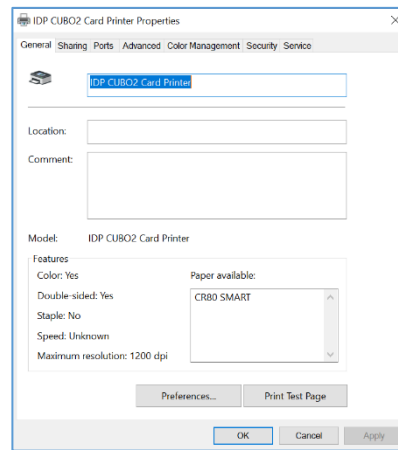 IDP CUBO2 Card Printer Properties
General Sharing Ports Advanced Color Management Security Service
IDP CUBO2 Card Printer
Location:
Comment:
Model: IDP CUBO2 Card Printer
Features
Color: Yes Paper available:
Double-sided: Yes CR80 SMART
Staple: No
Speed: Unknown
Maximum resolution: 1200 dpi
Preferences... Print Test Page
OK Cancel Apply